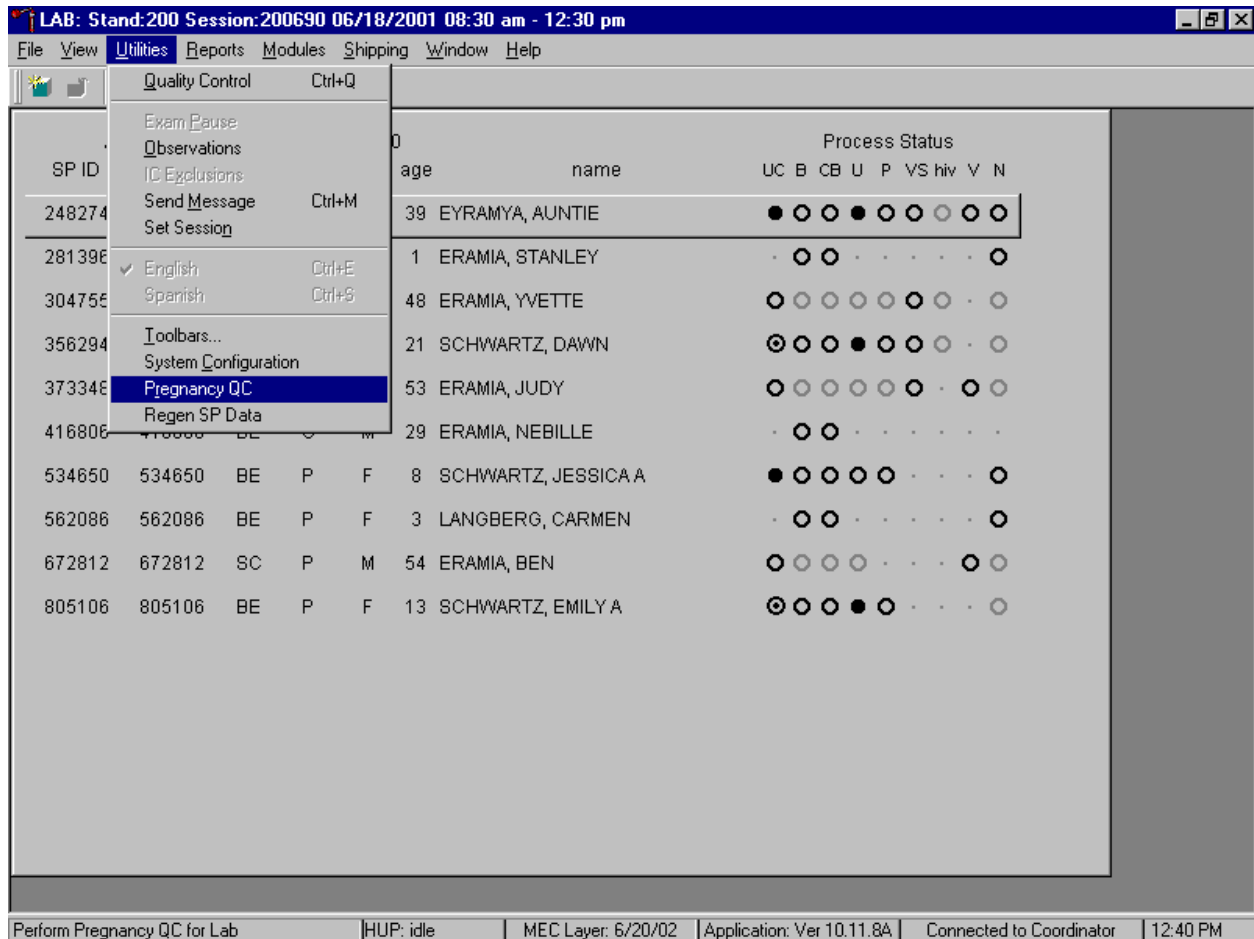 LAB: Stand:200 Session:200690 06/18/2001 08:30 am - 12:30 pm
File View Utilities Reports Modules Shipping Window Help
Quality Control Ctrl+Q
Exam Pause
Observations
IC Exclusions
Send Message Ctrl+M
Set Session
English Ctrl+E
Spanish Ctrl+S
Toolbars...
System Configuration
Pregnancy QC
Regen SP Data
0 Process Status
SP ID age name UC B CB U P VS hiv V N
248274 39 EYRAMYA, AUNTIE
281396 1 ERAMIA, STANLEY
304755 48 ERAMIA, YVETTE
356294 21 SCHWARTZ, DAWN
373348 53 ERAMIA, JUDY
416806 29 ERAMIA, NEBILLE
534650 534650 BE P F 8 SCHWARTZ, JESSICA A
562086 562086 BE P F 3 LANGBERG, CARMEN
672812 672812 SC P M 54 ERAMIA, BEN
805106 805106 BE P F 13 SCHWARTZ, EMILY A
Perform Pregnancy QC for Lab HUP: idle MEC Layer: 6/20/02 Application: Ver 10.11.8A Connected to Coordinator 12:40 PM